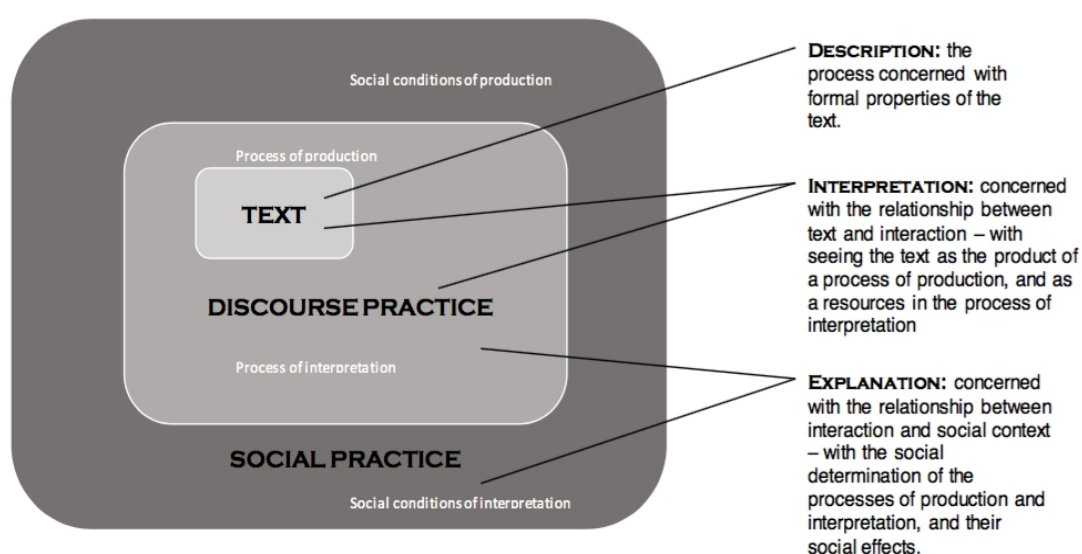 Social conditions of production
Process of production
TEXT
DISCOURSE PRACTICE
Process of interpretation
SOCIAL PRACTICE
Social conditions of interpretation
DESCRIPTION: the
process concerned with
formal properties of the
text.
INTERPRETATION: concerned
with the relationship between
text and interaction – with
seeing the text as the product of
a process of production, and as
a resources in the process of
interpretation
EXPLANATION: concerned
with the relationship between
interaction and social context
– with the social
determination of the
processes of production and
interpretation, and their
social effects.